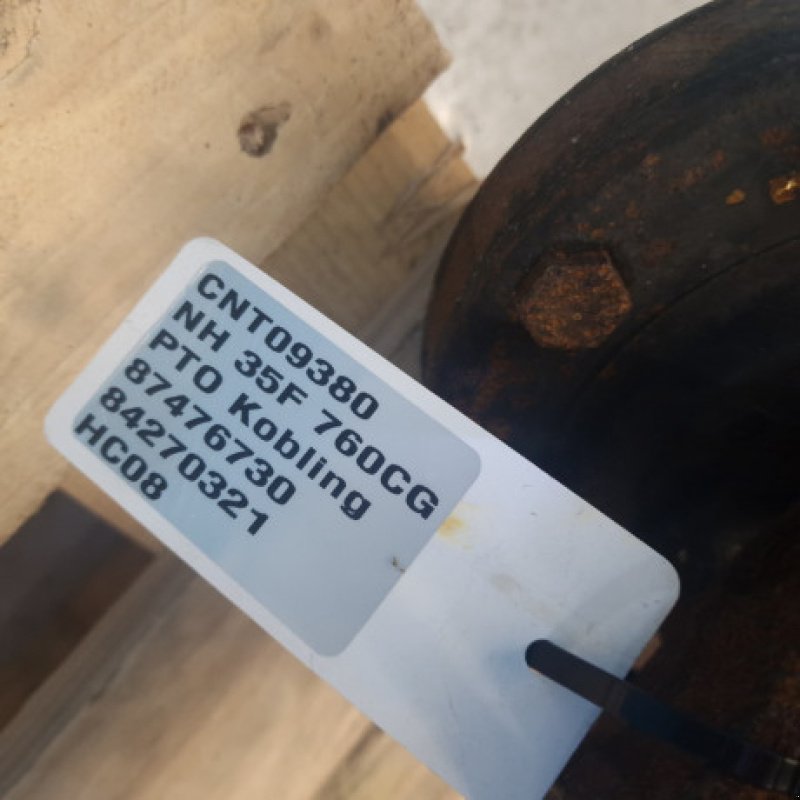 CNT09380
NH 35F 760CG
PTO Kobling
87476730
84270321
HC08